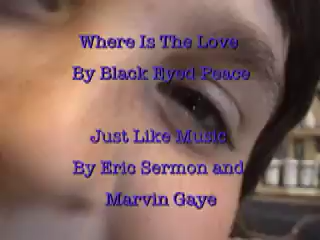 Where Is The Love
By Black Eyed Peace
Just Like Music
By Eric Sermon and
Marvin Gaye